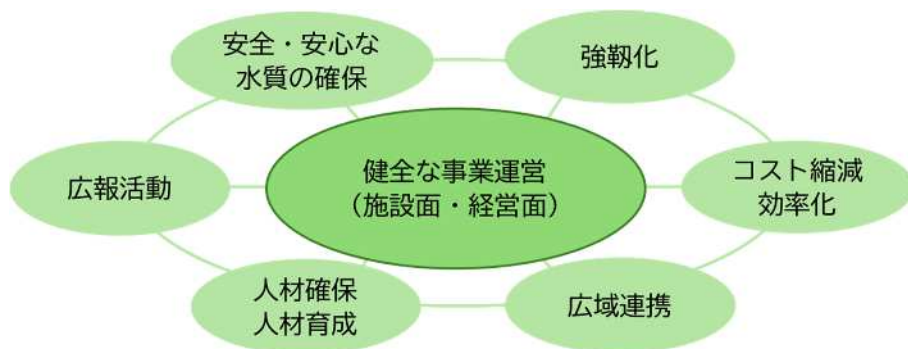 安全・安心な
水質の確保
強靱化
広報活動
健全な事業運営
（施設面・経営面）
コスト縮減
効率化
人材確保
人材育成
広域連携